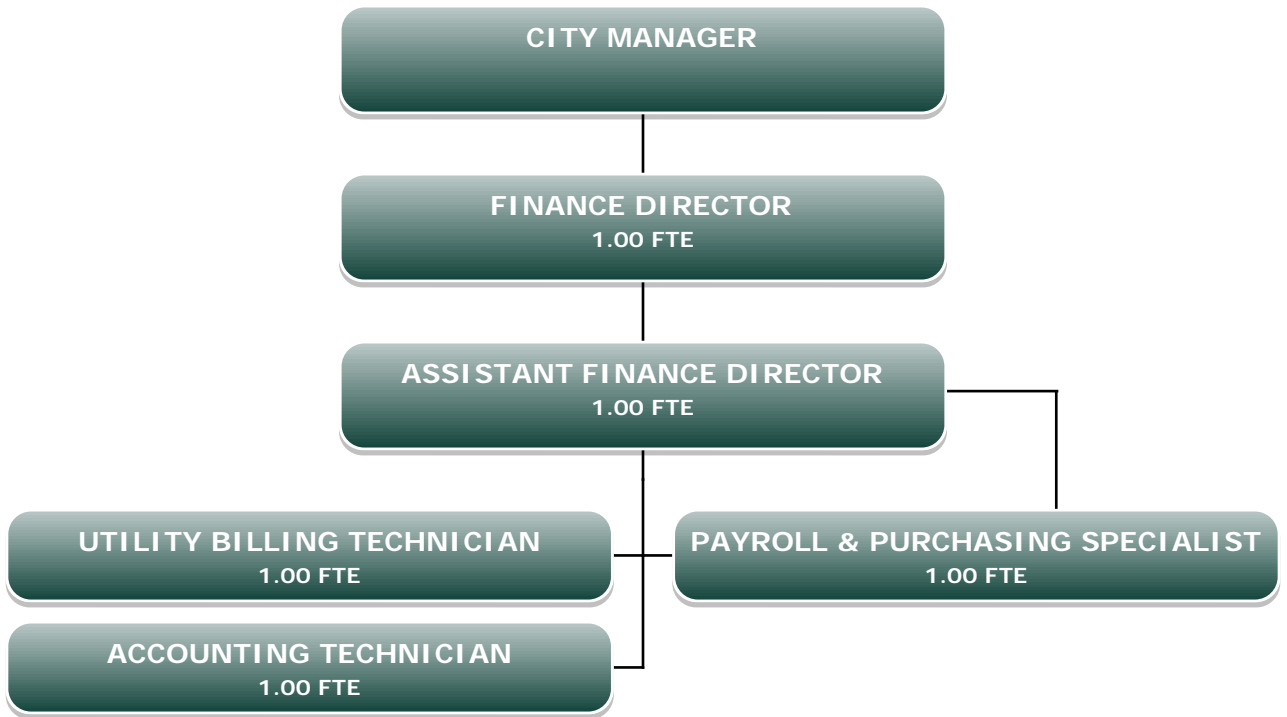 CITY MANAGER
FINANCE DIRECTOR
1.00 FTE
ASSISTANT FINANCE DIRECTOR
1.00 FTE
UTILITY BILLING TECHNICIAN
1.00 FTE
PAYROLL & PURCHASING SPECIALIST
1.00 FTE
ACCOUNTING TECHNICIAN
1.00 FTE